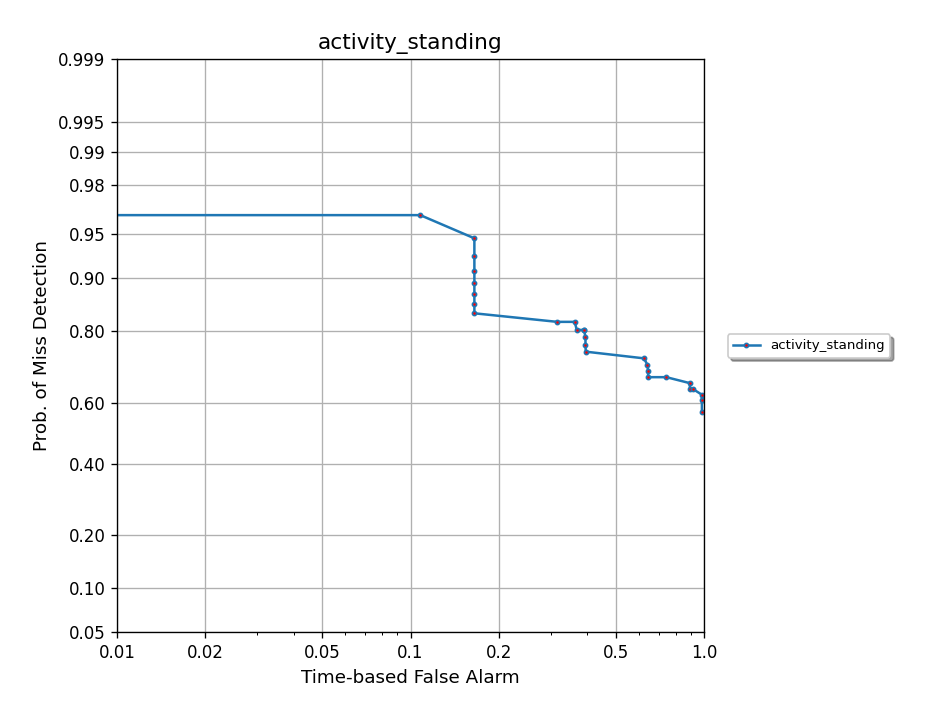 activity_standing
0.999
0.995
0.99
0.98
0.95
0.90
0.80
0.60
0.40
0.20
0.10
0.05
Prob. of Miss Detection
0.01 0.02 0.05 0.1 0.2 0.5 1.0
Time-based False Alarm
activity_standing